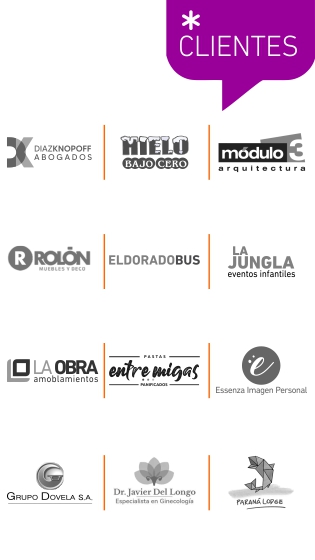 * CLIENTES
DIAZKNOPOFF
ABOGADOS
HIELO
BAJO CERO
módulo 3
arquitectura
R ROLÓN
MUEBLES Y DECO
ELDORADOBUS
LA
JUNGLA
eventos infantiles
LA OBRA
amoblamientos
PASTAS
entre migas
PANIFICADOS
e
Essenza Imagen Personal
GRUPO DOVELA S.A.
Dr. Javier Del Longo
Especialista en Ginecología
PARANÁ LODGE